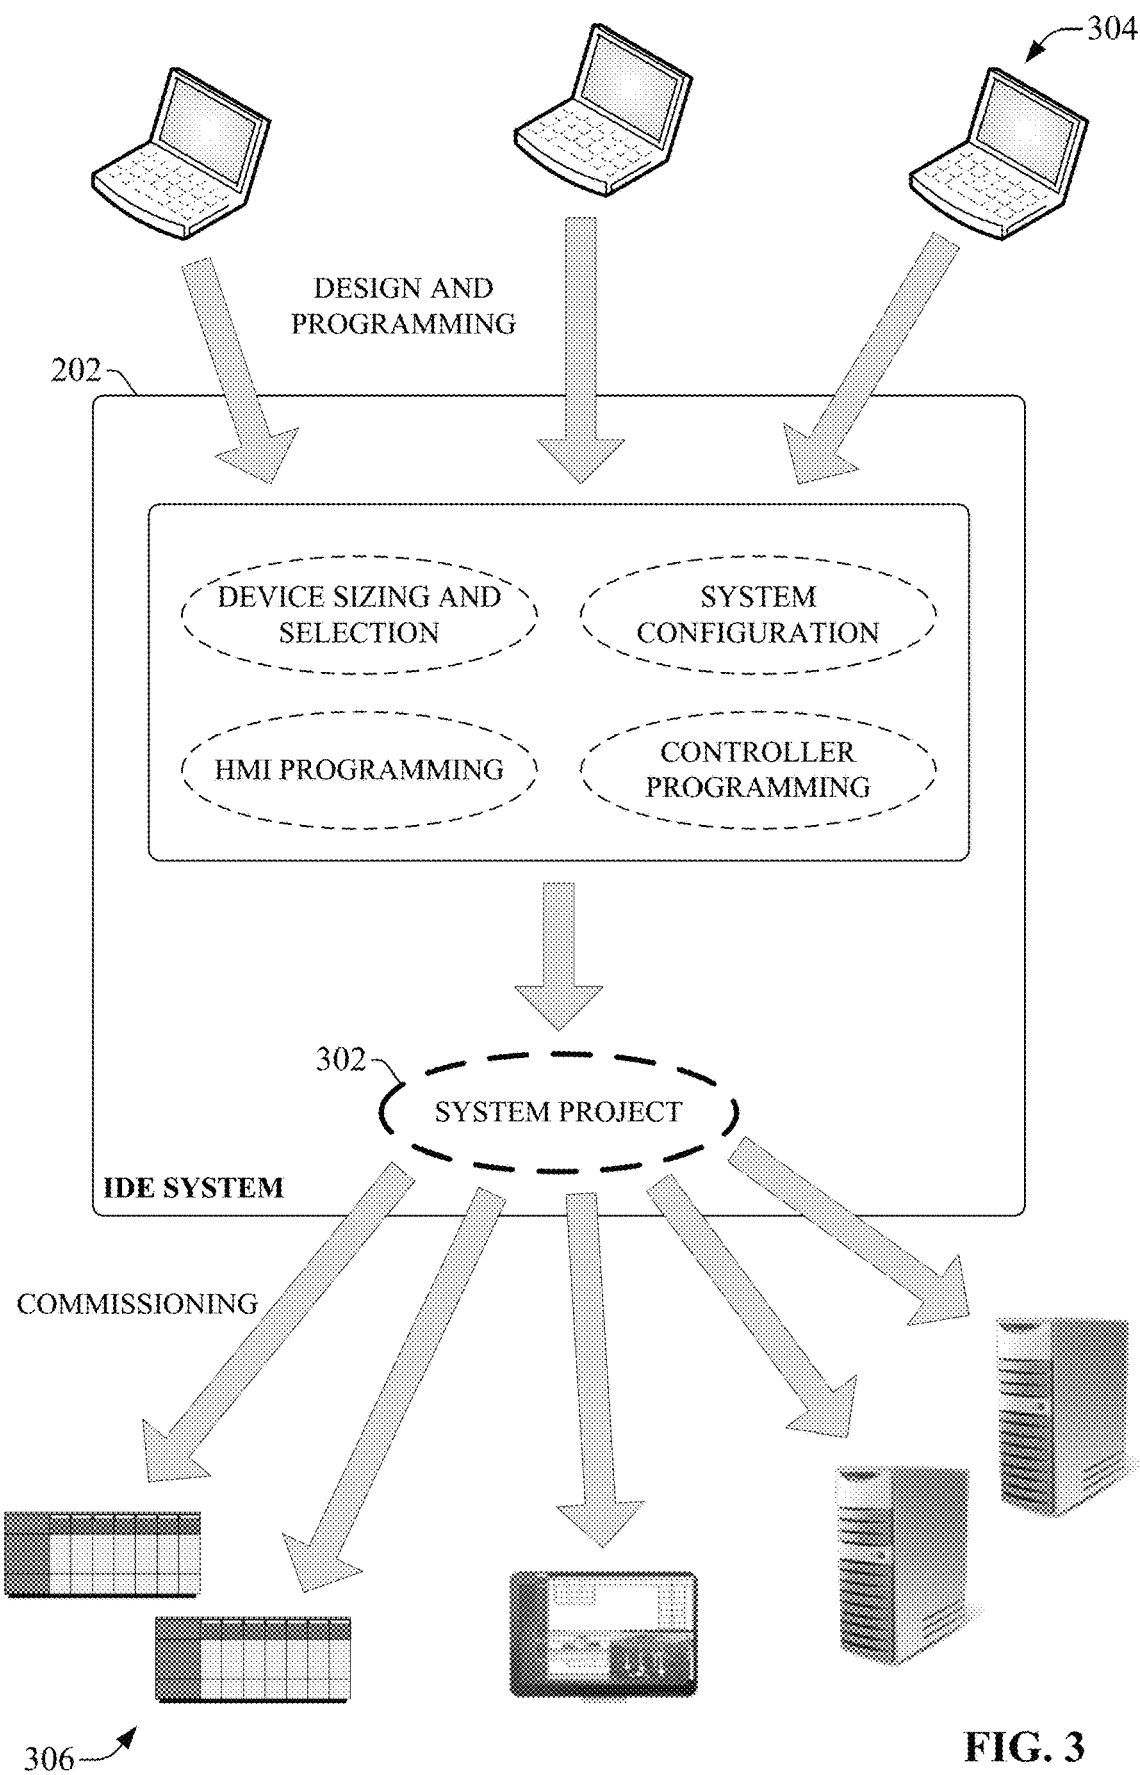 304
DESIGN AND
PROGRAMMING
202
DEVICE SIZING AND
SELECTION
SYSTEM
CONFIGURATION
HMI PROGRAMMING
CONTROLLER
PROGRAMMING
302
SYSTEM PROJECT
IDE SYSTEM
COMMISSIONING
306
FIG. 3